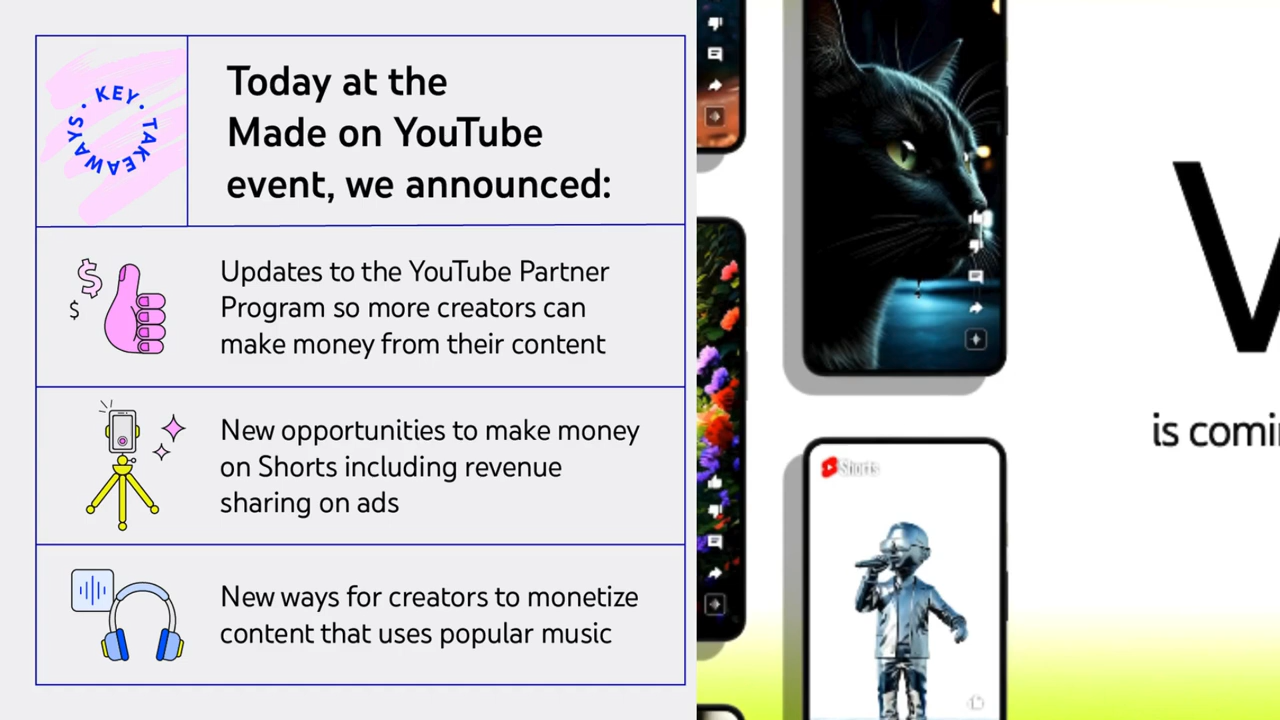 KEY · TAKEAWAYS ·
Today at the
Made on YouTube
event, we announced:
$
$
Updates to the YouTube Partner
Program so more creators can
make money from their content
New opportunities to make money
on Shorts including revenue
sharing on ads
New ways for creators to monetize
content that uses popular music
Shorts
V
is comi